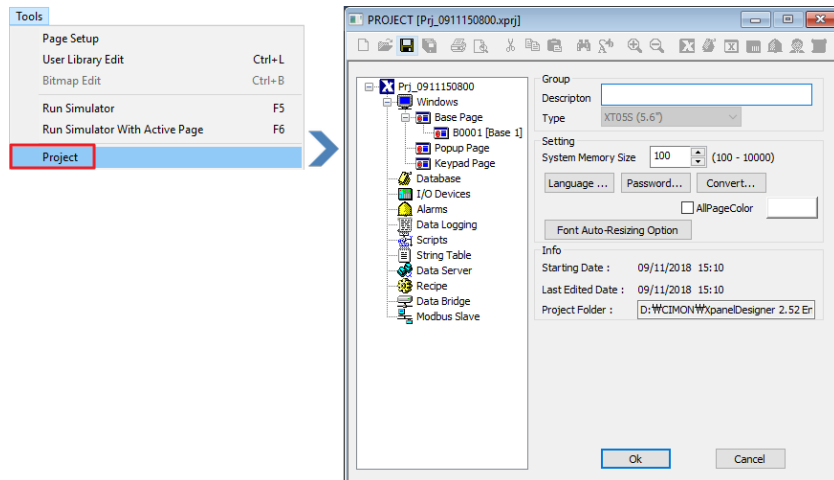 Tools
Page Setup
User Library Edit Ctrl+L
Bitmap Edit Ctrl+B
Run Simulator F5
Run Simulator With Active Page F6
Project
PROJECT [Prj_0911150800.xprj]
Prj_0911150800
Windows
Base Page
B0001 [Base 1]
Popup Page
Keypad Page
Database
I/O Devices
Alarms
Data Logging
Scripts
String Table
Data Server
Recipe
Data Bridge
Modbus Slave
Group
Descripton
Type XT05S (5.6")
Setting
System Memory Size 100 (100 - 10000)
Language ... Password... Convert...
AllPageColor
Font Auto-Resizing Option
Info
Starting Date : 09/11/2018 15:10
Last Edited Date : 09/11/2018 15:10
Project Folder : D:₩CIMON₩XpanelDesigner 2.52 Er
Ok Cancel